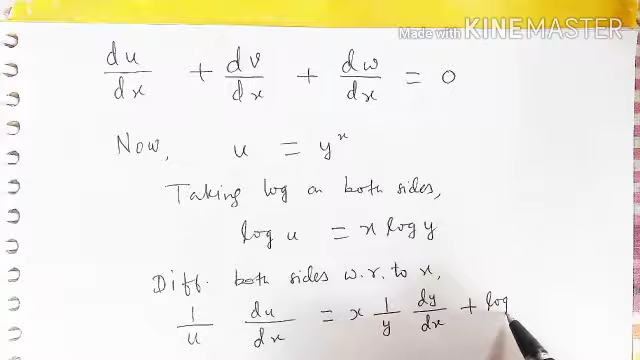 Made with KINEMASTER
du/dx + dv/dx + dw/dx = 0
Now, u = y^x
Taking log on both sides,
log u = x log y
Diff. both sides w.r. to x,
1/u du/dx = x 1/y dy/dx + log